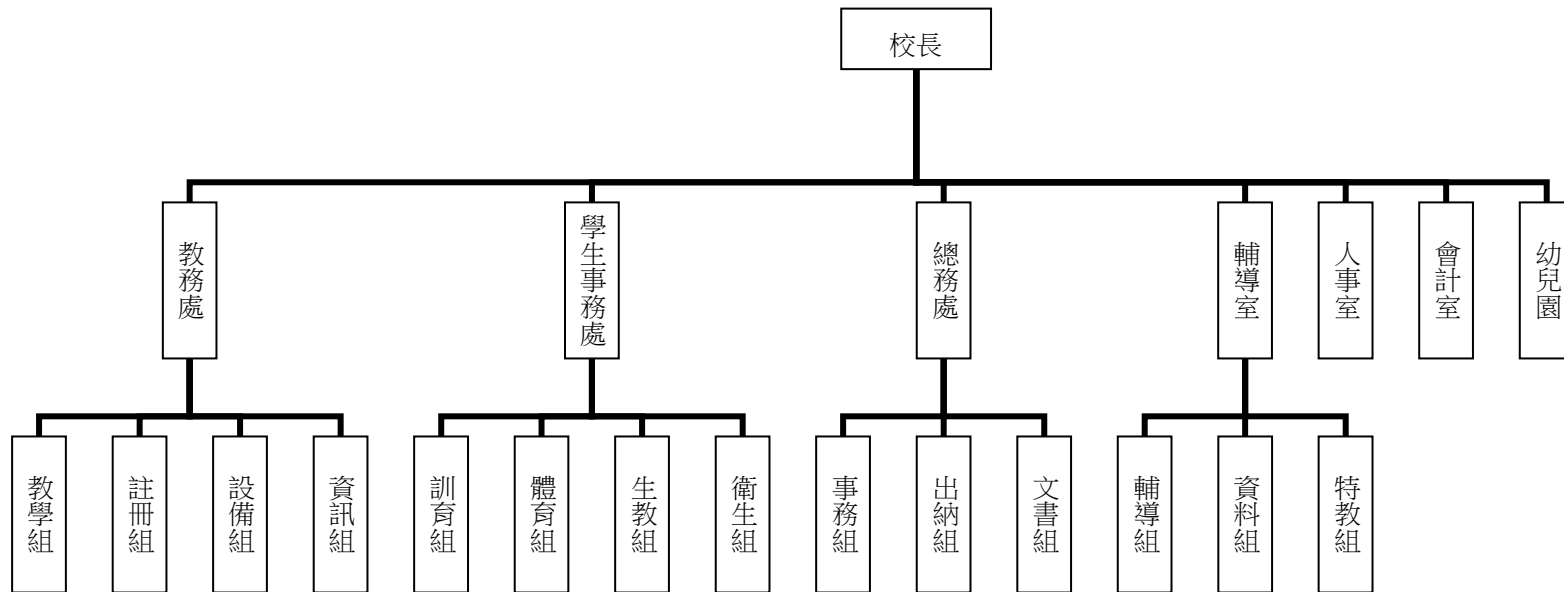 校長
教務處
學生事務處
總務處
輔導室
人事室
會計室
幼兒園
教學組
註冊組
設備組
資訊組
訓育組
體育組
生教組
衛生組
事務組
出納組
文書組
輔導組
資料組
特教組